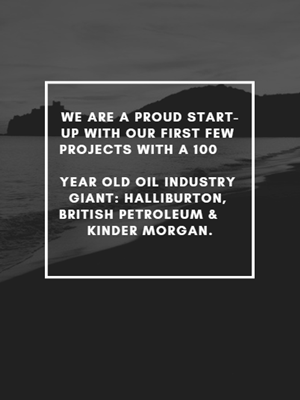 WE ARE A PROUD START-
UP WITH OUR FIRST FEW
PROJECTS WITH A 100
YEAR OLD OIL INDUSTRY
GIANT: HALLIBURTON,
BRITISH PETROLEUM &
KINDER MORGAN.